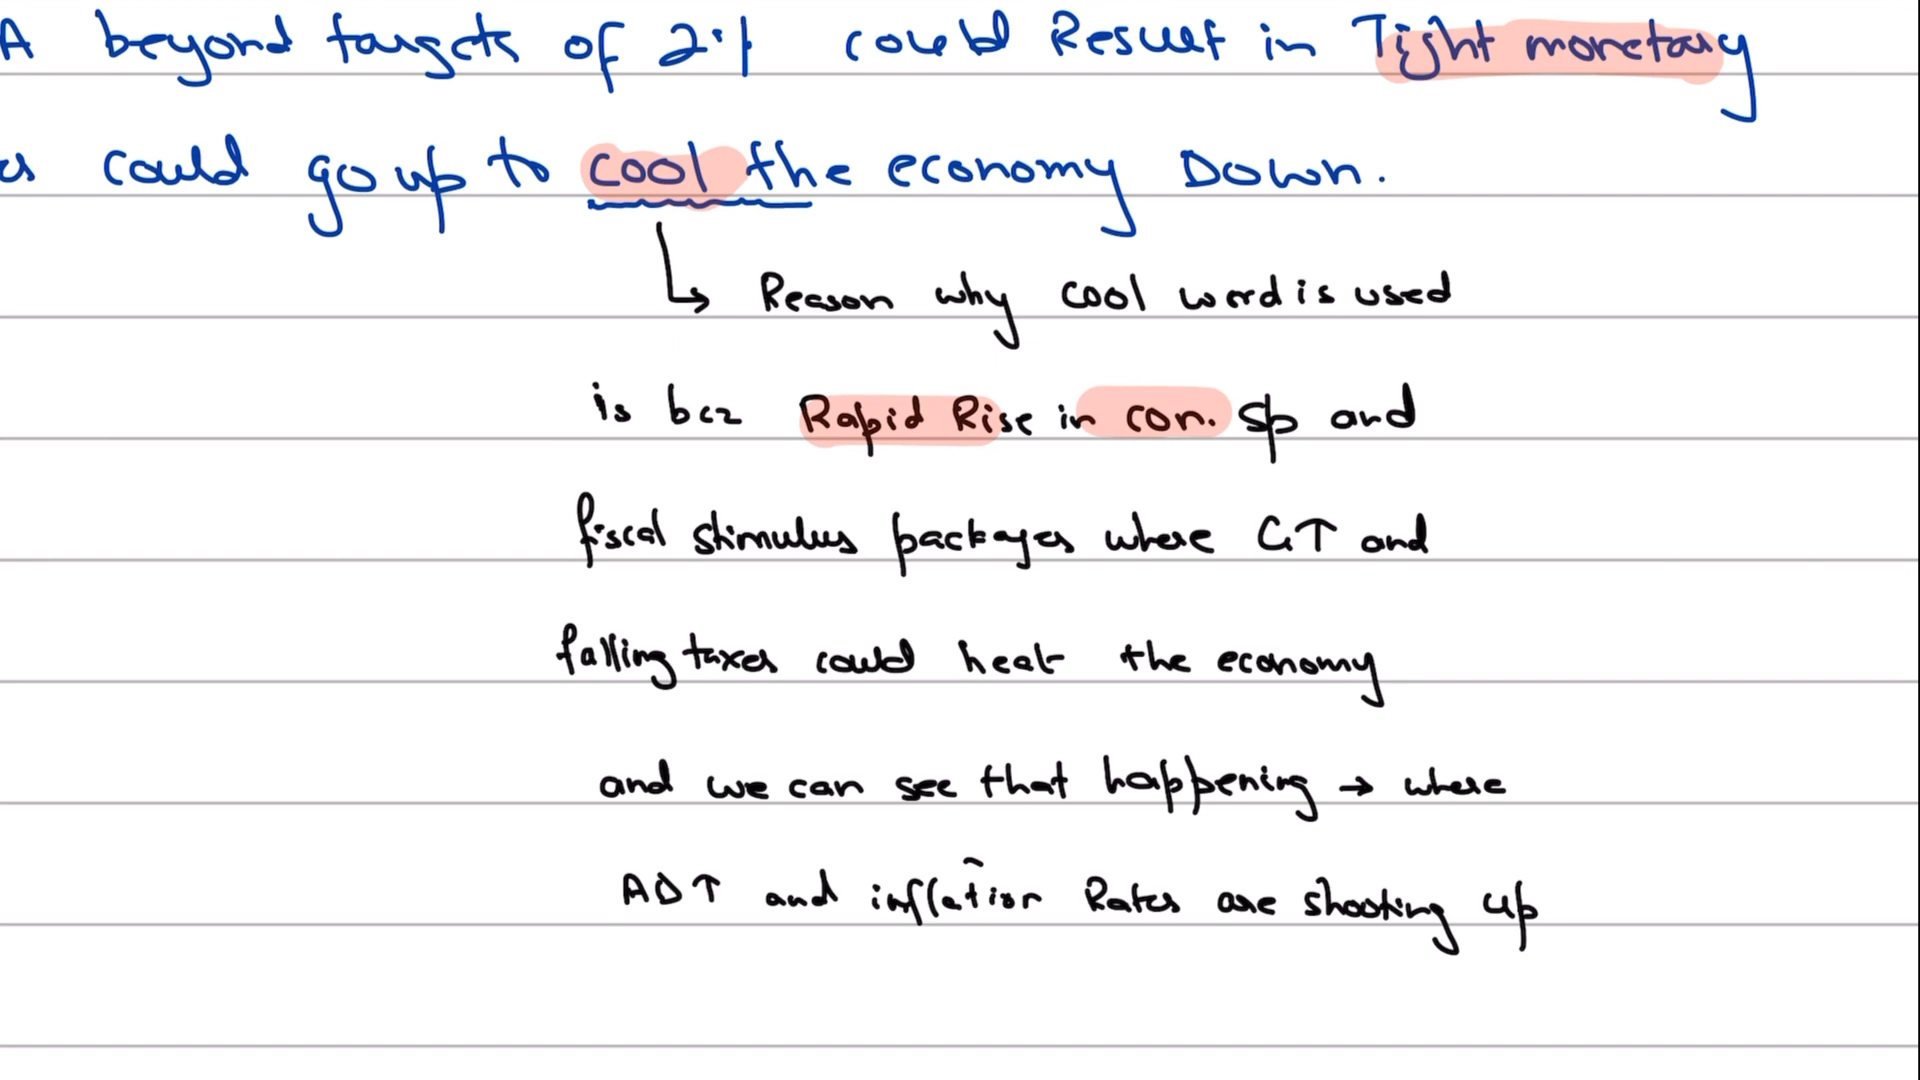 A beyond targets of 2% could Result in Tight monetary
es could go up to cool the economy Down.
↳ Reason why cool word is used
is bcz Rapid Rise in con. sp and
fiscal stimulus packages where G↑ and
falling taxes could heat the economy
and we can see that happening → where
AD↑ and inflation Rates are shooting up